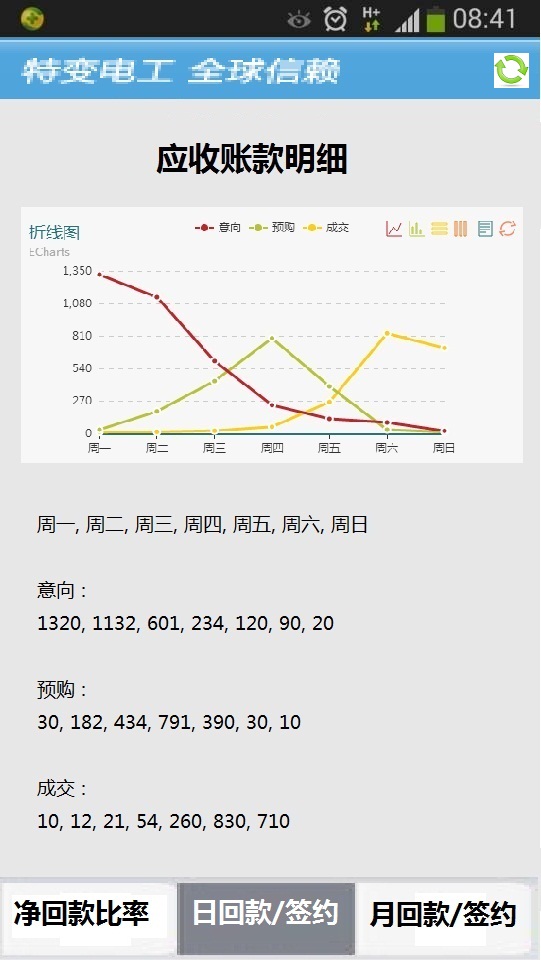 H+ 08:41
特变电工 全球信赖
应收账款明细
折线图
ECharts
意向 预购 成交
1,350
1,080
810
540
270
0
周一 周二 周三 周四 周五 周六 周日
周一, 周二, 周三, 周四, 周五, 周六, 周日
意向：
1320, 1132, 601, 234, 120, 90, 20
预购：
30, 182, 434, 791, 390, 30, 10
成交：
10, 12, 21, 54, 260, 830, 710
净回款比率 日回款/签约 月回款/签约